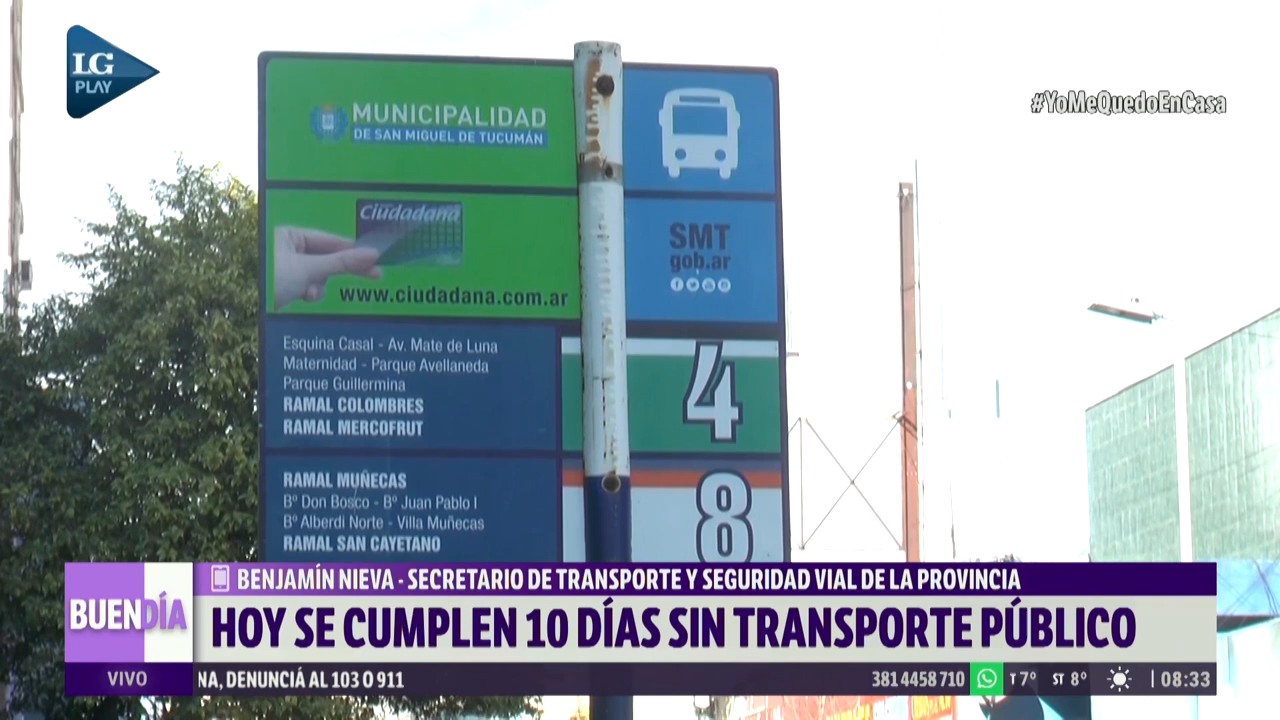 LG
PLAY
#YoMeQuedoEnCasa
MUNICIPALIDAD
DE SAN MIGUEL DE TUCUMÁN
Ciudadana
www.ciudadana.com.ar
SMT
gob.ar
Esquina Casal - Av. Mate de Luna
Maternidad - Parque Avellaneda
Parque Guillermina
RAMAL COLOMBRES
RAMAL MERCOFRUT
4
RAMAL MUÑECAS
Bº Don Bosco - Bº Juan Pablo I
Bº Alberdi Norte - Villa Muñecas
RAMAL SAN CAYETANO
8
BENJAMÍN NIEVA - SECRETARIO DE TRANSPORTE Y SEGURIDAD VIAL DE LA PROVINCIA
BUENDÍA
HOY SE CUMPLEN 10 DÍAS SIN TRANSPORTE PÚBLICO
VIVO
NA, DENUNCIÁ AL 103 O 911
381 4458 710
T 7° ST 8°
08:33